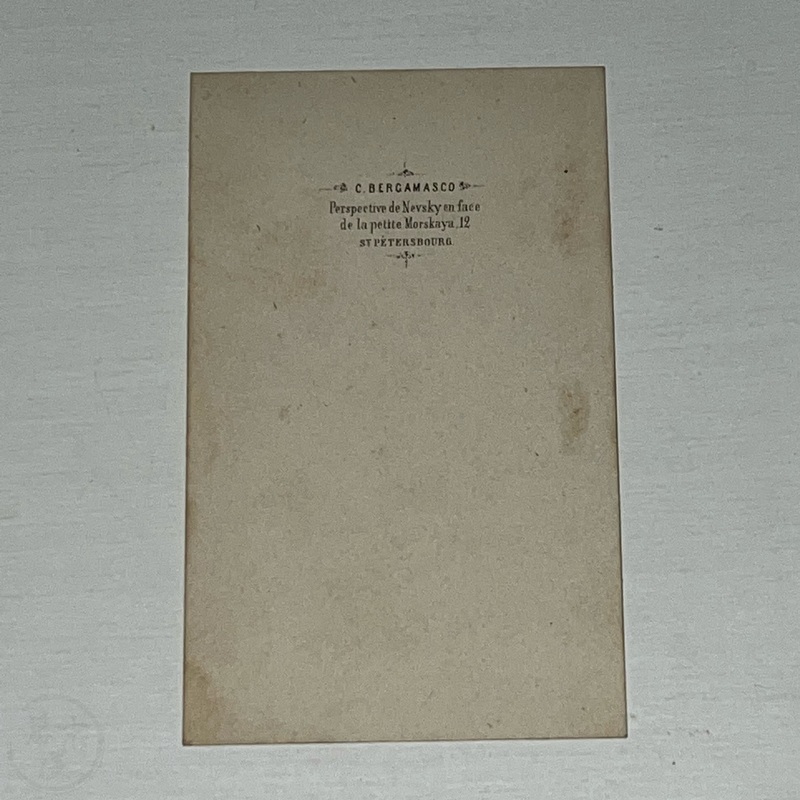 C. BERGAMASCO
Perspective de Nevsky en face
de la petite Morskaya, 12
ST PÉTERSBOURG